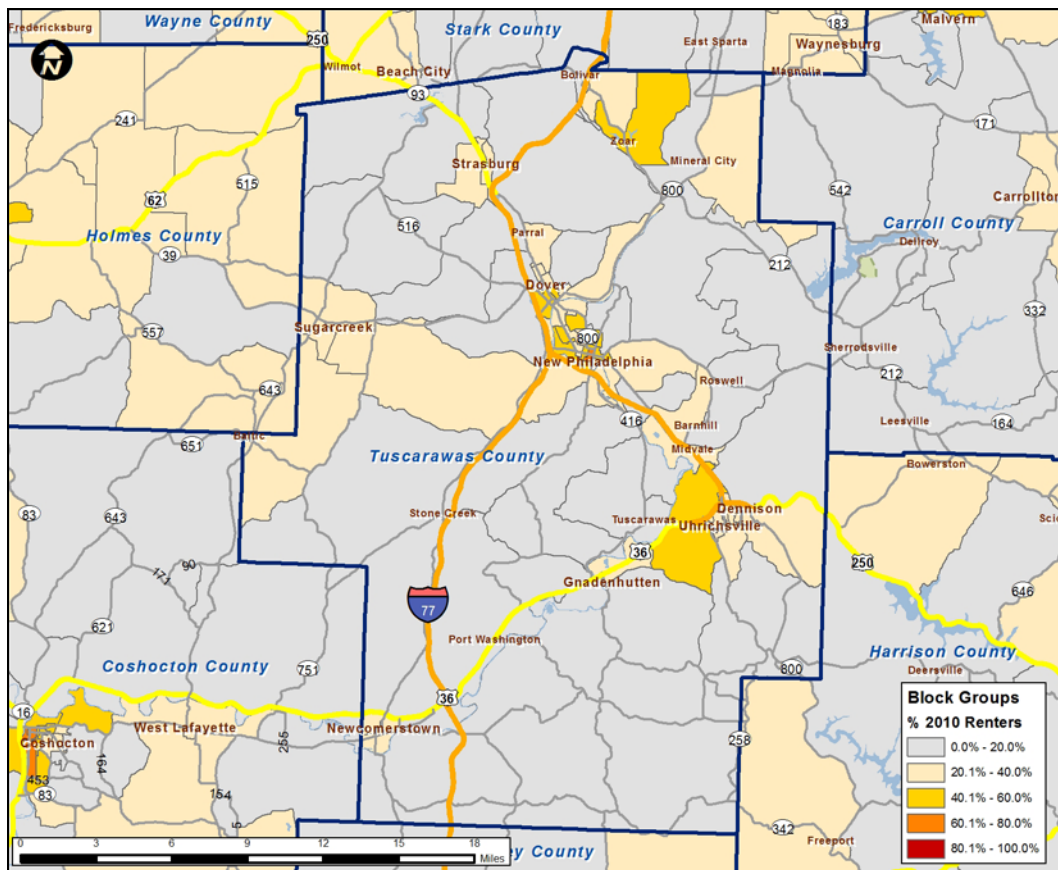 Wayne County
Stark County
Fredericksburg
Malvern
183
250
East Sparta
Waynesburg
N
Wilmot
Beach City
Bolivar
Magnolia
93
241
171
Zoar
Strasburg
Mineral City
515
800
542
62
Carrollton
516
Carroll County
Holmes County
Parral
Dellroy
39
212
Dover
332
557
Sugarcreek
800
Sherrodsville
New Philadelphia
212
Roswell
643
416
Barnhill
Leesville
164
651
Baltic
Midvale
Tuscarawas County
Bowerston
83
643
Stone Creek
Dennison
Tuscarawas
Uhrichsville
36
250
90
171
Gnadenhutten
646
77
621
Port Washington
Harrison County
Coshocton County
751
800
Deersville
36
16
West Lafayette
Newcomerstown
Block Groups
% 2010 Renters
0.0% - 20.0%
20.1% - 40.0%
40.1% - 60.0%
60.1% - 80.0%
80.1% - 100.0%
Coshocton
255
258
164
453
83
154
5
342
Freeport
0 3 6 9 12 15 18
Miles
ey County